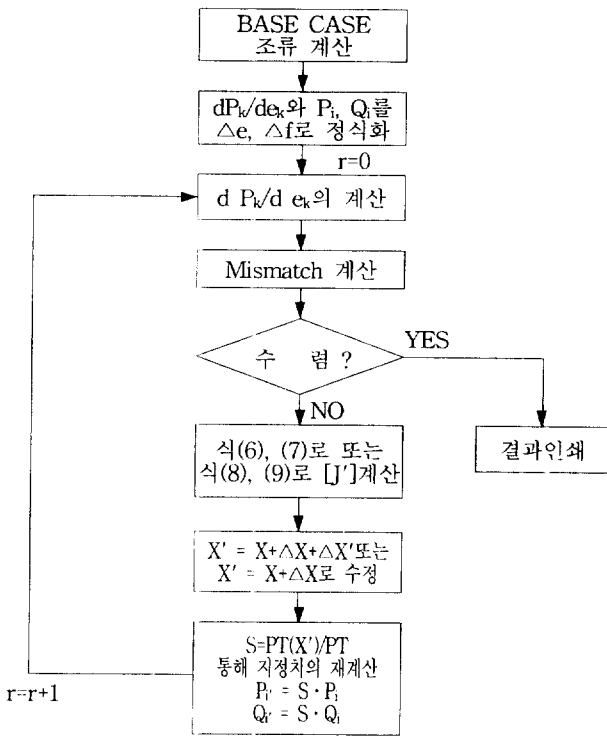 BASE CASE
조류 계산
dPₖ/deₖ와 Pᵢ, Qᵢ를
△e, △f로 정식화
r=0
d Pₖ/d eₖ의 계산
Mismatch 계산
수 렴 ?
YES
NO
결과인쇄
식(6), (7)로 또는
식(8), (9)로 [J′]계산
X′ = X+△X+△X′또는
X′ = X+△X로 수정
S=PT(X′)/PT
통해 지정치의 재계산
Pᵢ′ = S · Pᵢ
Qᵢ′ = S · Qᵢ
r=r+1